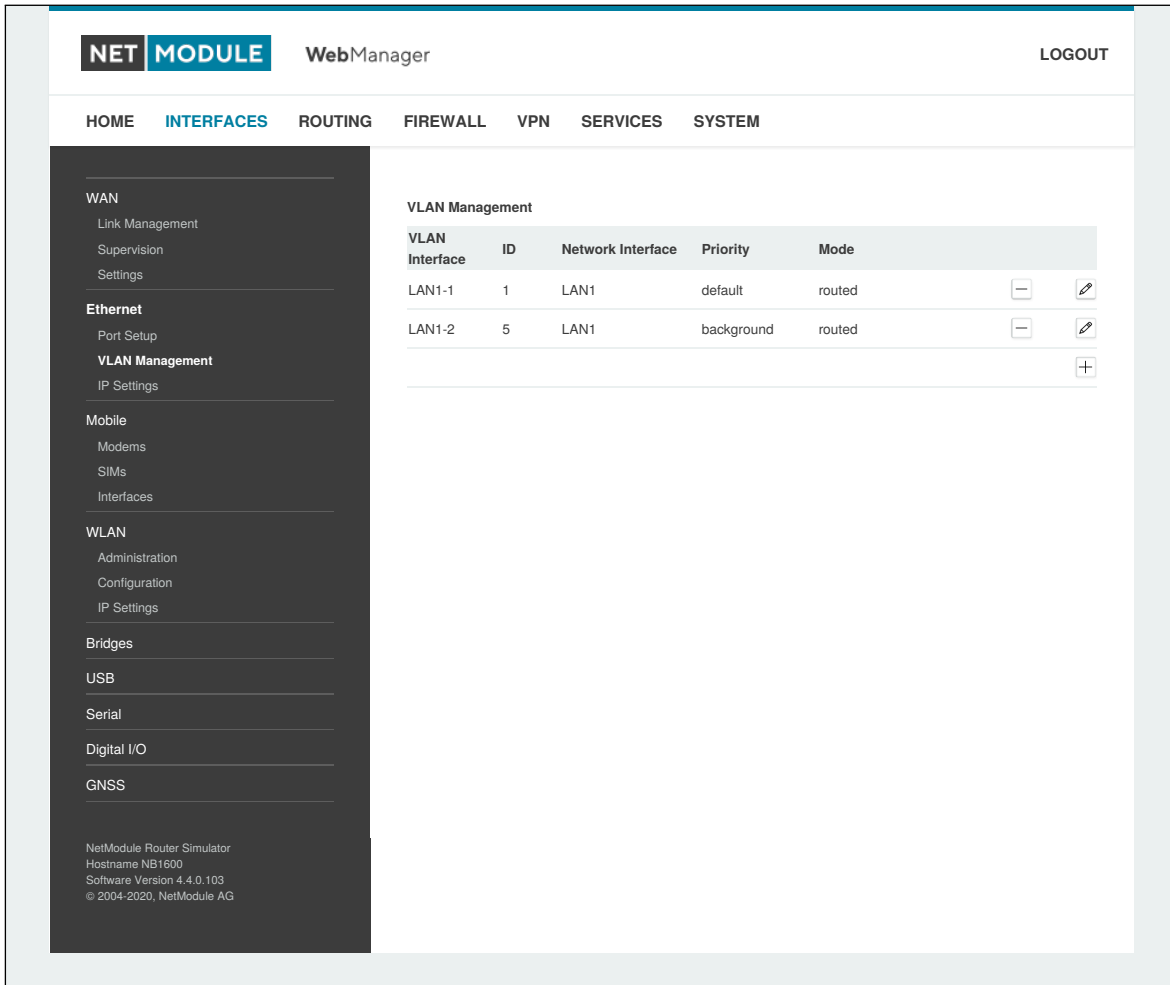 NET MODULE WebManager LOGOUT
HOME INTERFACES ROUTING FIREWALL VPN SERVICES SYSTEM
WAN
Link Management
Supervision
Settings
Ethernet
Port Setup
VLAN Management
IP Settings
Mobile
Modems
SIMs
Interfaces
WLAN
Administration
Configuration
IP Settings
Bridges
USB
Serial
Digital I/O
GNSS
NetModule Router Simulator
Hostname NB1600
Software Version 4.4.0.103
© 2004-2020, NetModule AG
VLAN Management
VLAN Interface ID Network Interface Priority Mode
LAN1-1 1 LAN1 default routed
LAN1-2 5 LAN1 background routed